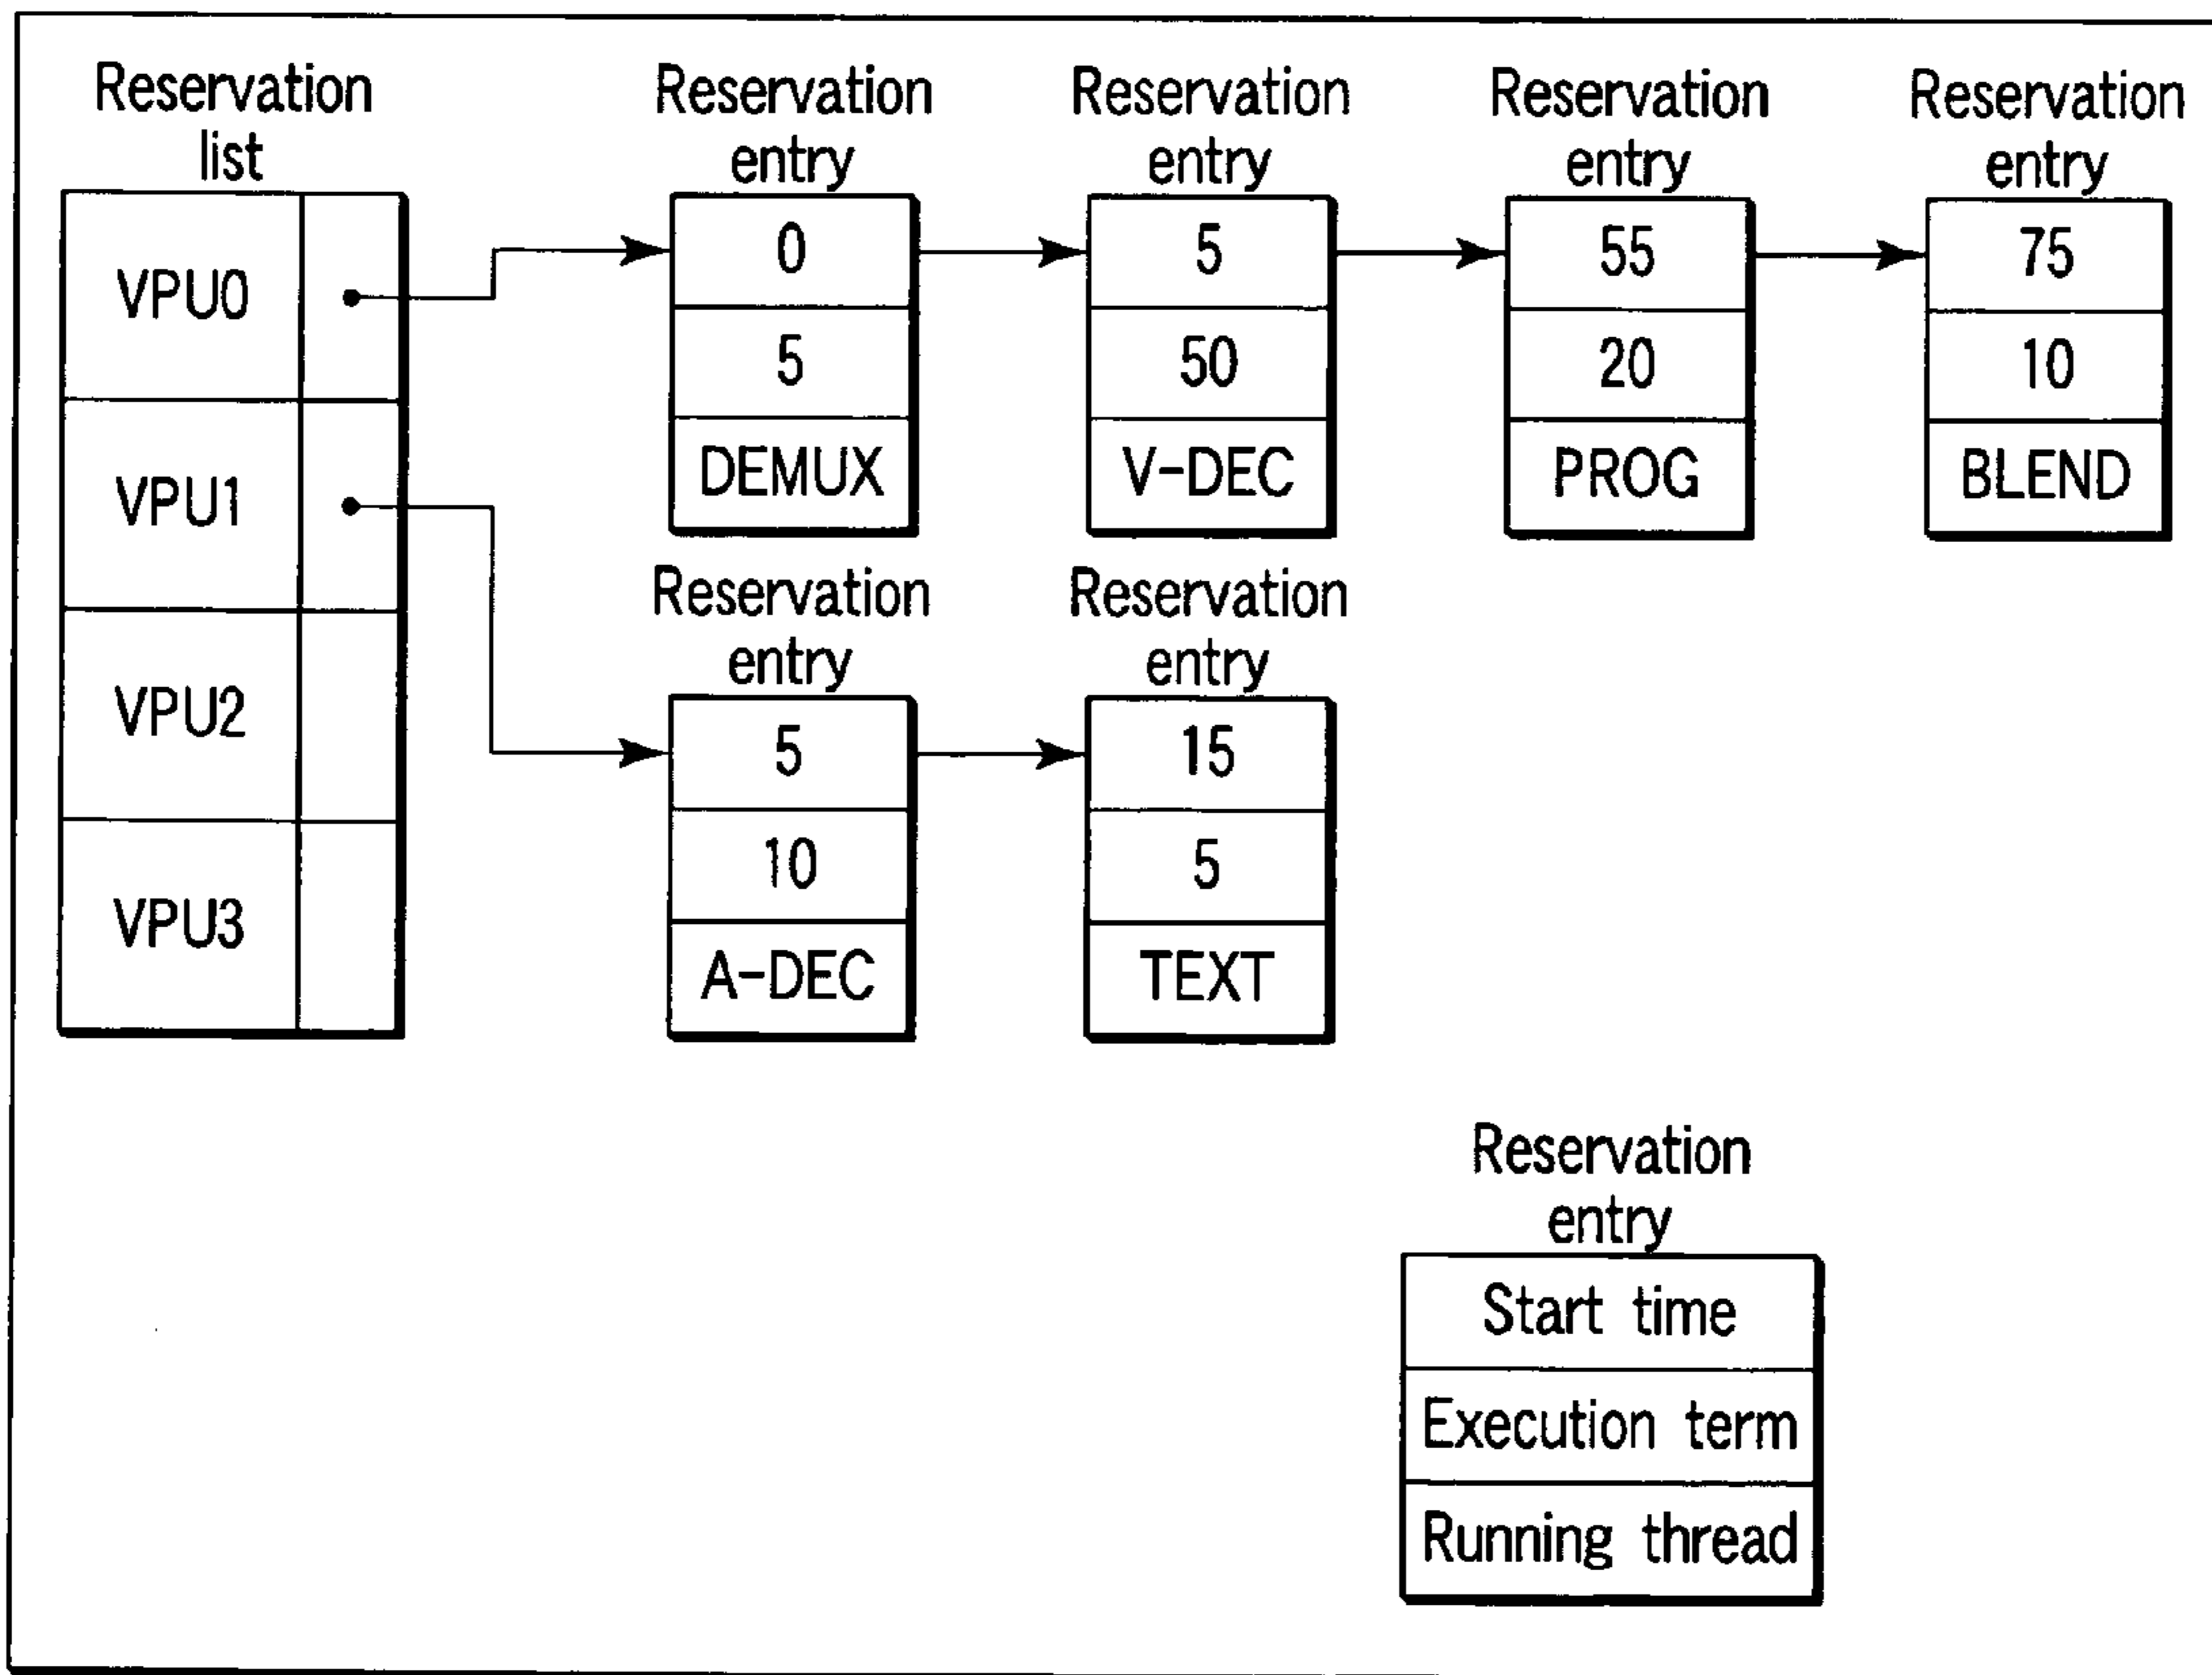 Reservation
list
VPU0
VPU1
VPU2
VPU3
Reservation
entry
0
5
DEMUX
Reservation
entry
5
50
V-DEC
Reservation
entry
55
20
PROG
Reservation
entry
75
10
BLEND
Reservation
entry
5
10
A-DEC
Reservation
entry
15
5
TEXT
Reservation
entry
Start time
Execution term
Running thread